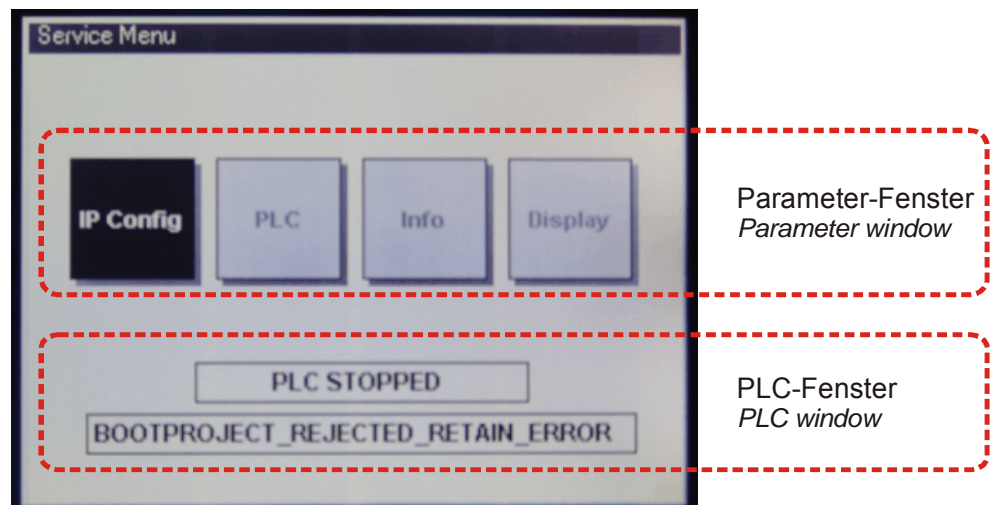 Service Menu
IP Config
PLC
Info
Display
Parameter-Fenster
Parameter window
PLC STOPPED
BOOTPROJECT_REJECTED_RETAIN_ERROR
PLC-Fenster
PLC window